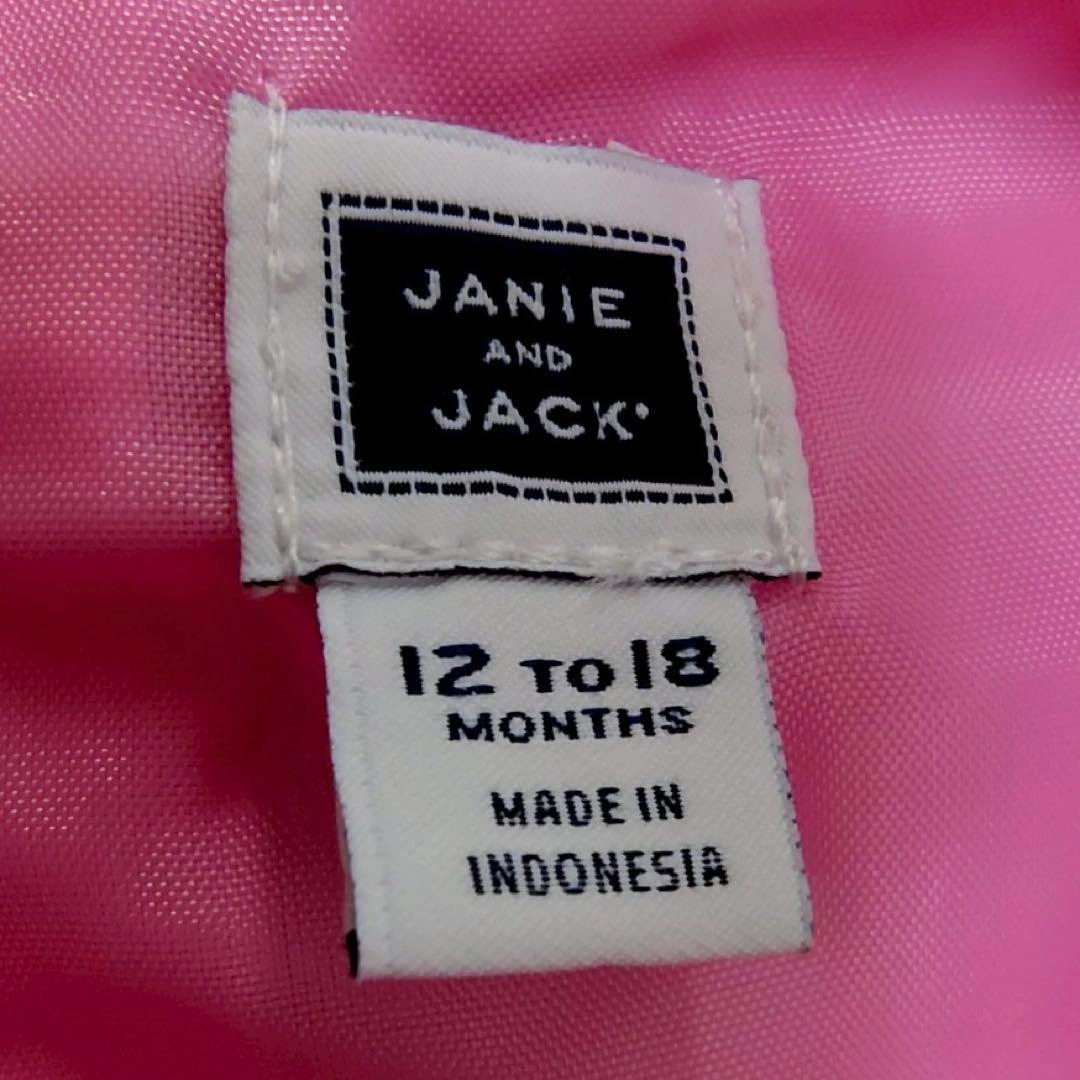 JANIE
AND
JACK
12 TO 18
MONTHS
MADE IN
INDONESIA